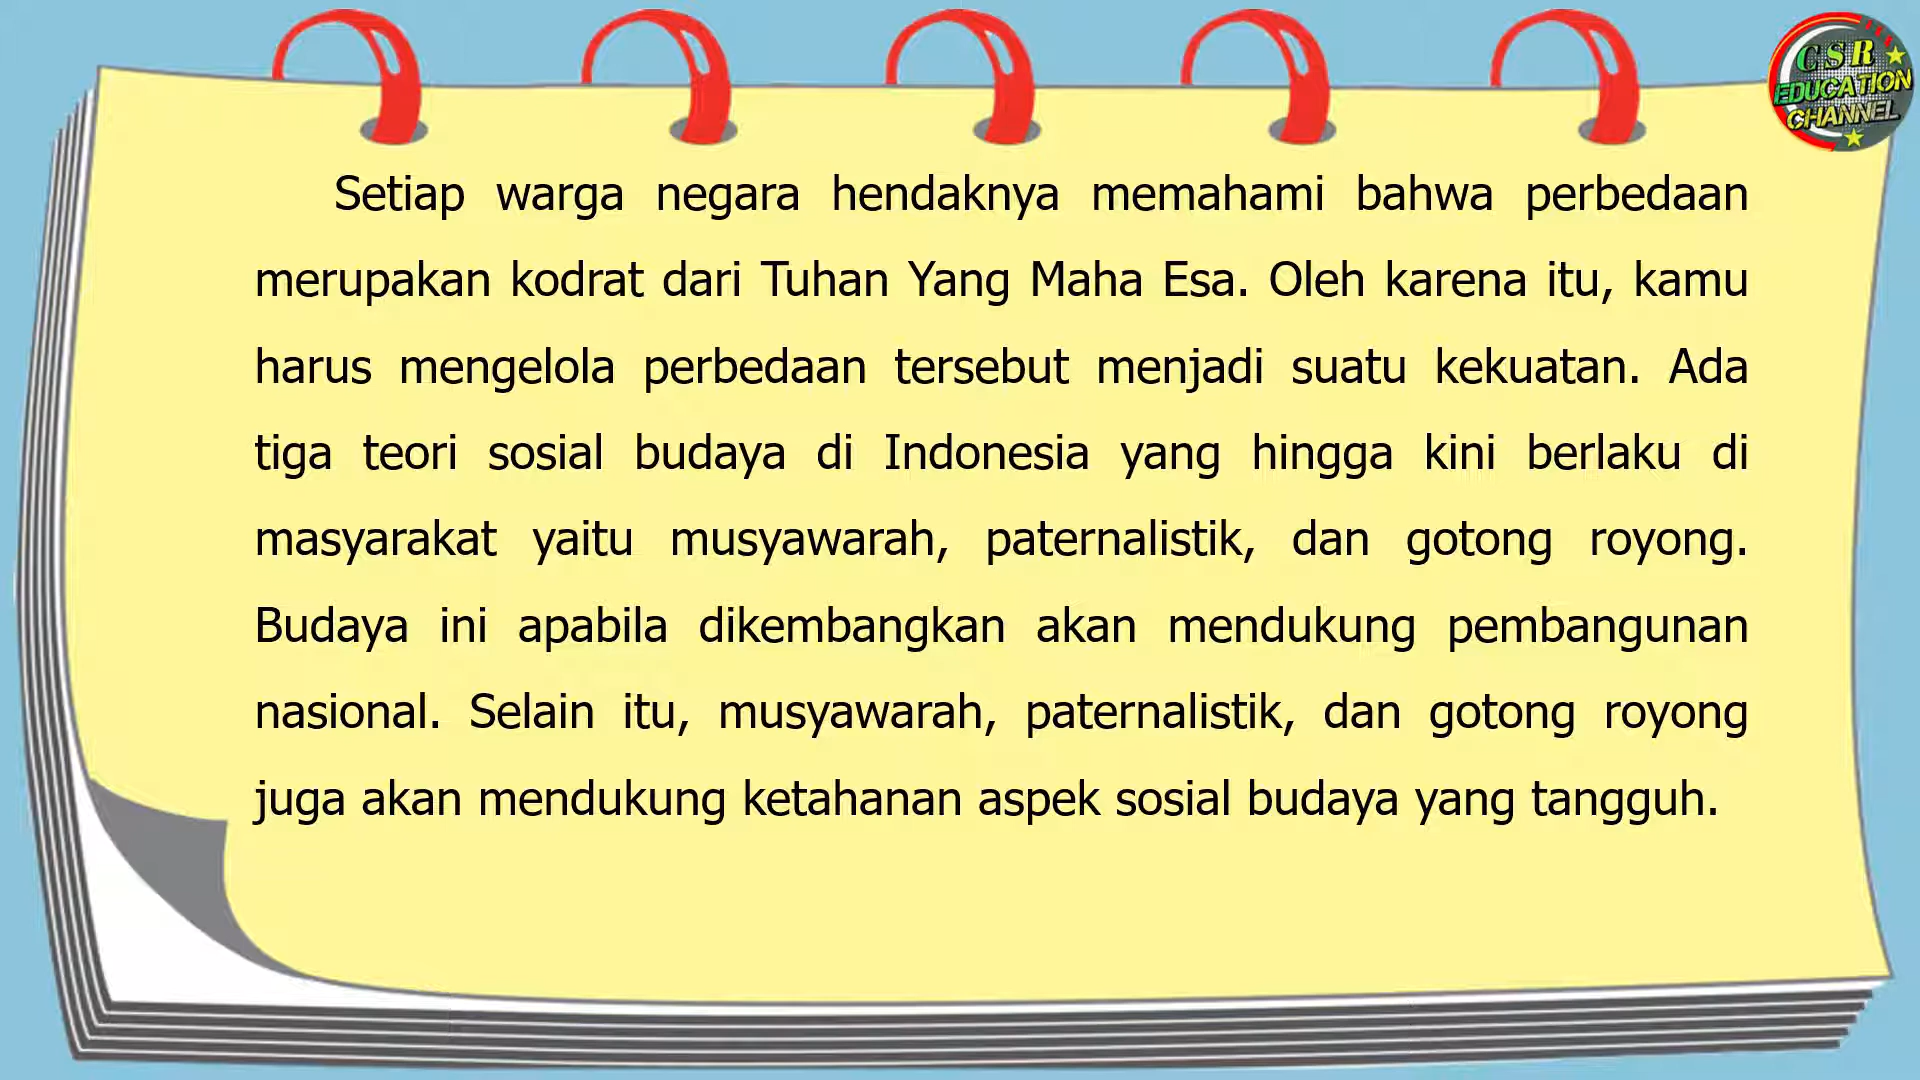 CSR
EDUCATION
CHANNEL
Setiap warga negara hendaknya memahami bahwa perbedaan
merupakan kodrat dari Tuhan Yang Maha Esa. Oleh karena itu, kamu
harus mengelola perbedaan tersebut menjadi suatu kekuatan. Ada
tiga teori sosial budaya di Indonesia yang hingga kini berlaku di
masyarakat yaitu musyawarah, paternalistik, dan gotong royong.
Budaya ini apabila dikembangkan akan mendukung pembangunan
nasional. Selain itu, musyawarah, paternalistik, dan gotong royong
juga akan mendukung ketahanan aspek sosial budaya yang tangguh.